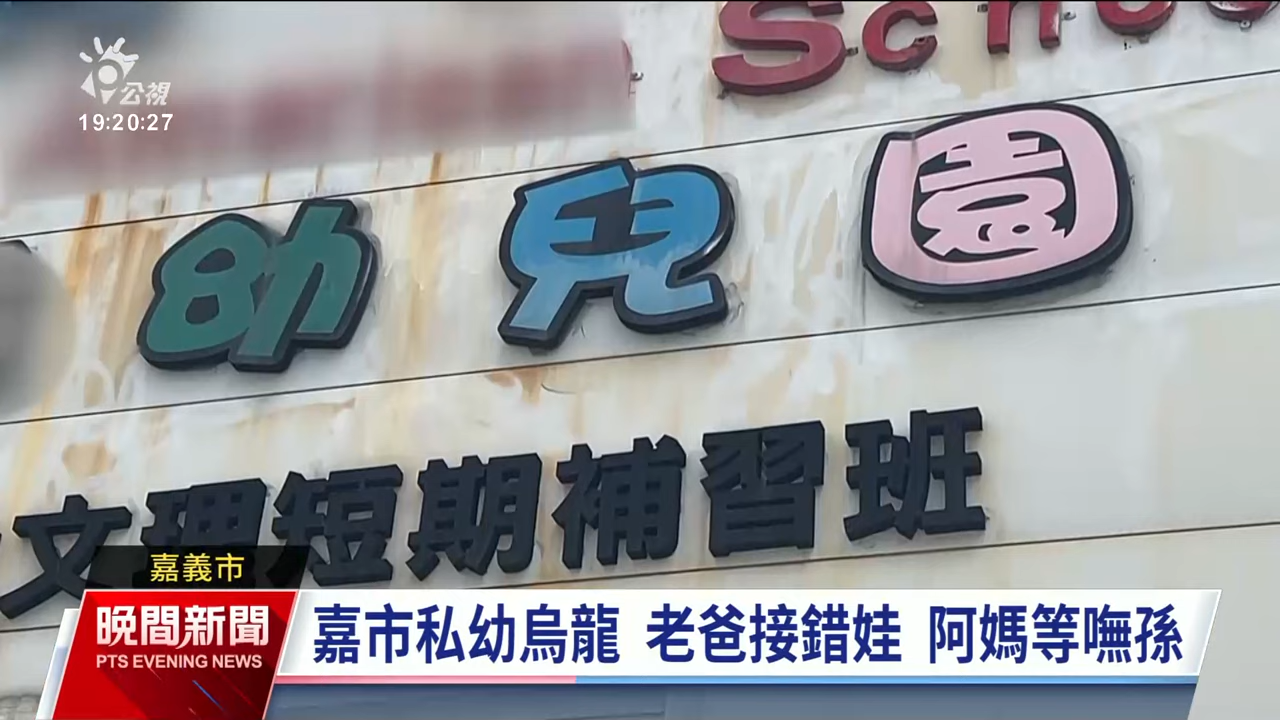 School
公視
19:20:27
幼兒園
文理短期補習班
嘉義市
晚間新聞
PTS EVENING NEWS
嘉市私幼烏龍 老爸接錯娃 阿媽等嘸孫